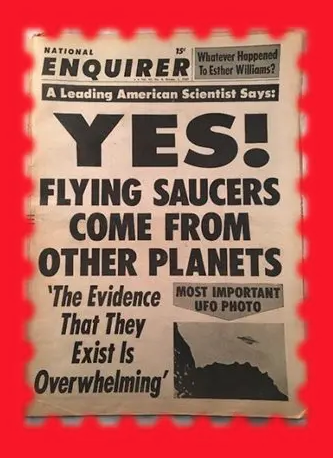 NATIONAL
ENQUIRER
15¢
Whatever Happened
To Esther Williams?
A Leading American Scientist Says:
YES!
FLYING SAUCERS
COME FROM
OTHER PLANETS
'The Evidence
That They
Exist Is
Overwhelming'
MOST IMPORTANT
UFO PHOTO